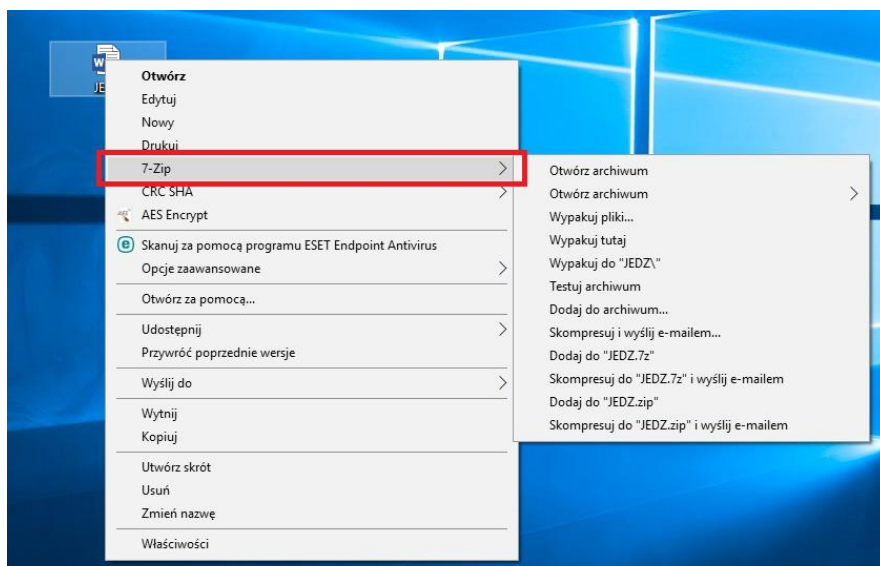 JE
Otwórz
Edytuj
Nowy
Drukuj
7-Zip
CRC SHA
AES Encrypt
Skanuj za pomocą programu ESET Endpoint Antivirus
Opcje zaawansowane
Otwórz za pomocą...
Udostępnij
Przywróć poprzednie wersje
Wyślij do
Wytnij
Kopiuj
Utwórz skrót
Usuń
Zmień nazwę
Właściwości
Otwórz archiwum
Otwórz archiwum
Wypakuj pliki...
Wypakuj tutaj
Wypakuj do "JEDZ\"
Testuj archiwum
Dodaj do archiwum...
Skompresuj i wyślij e-mailem...
Dodaj do "JEDZ.7z"
Skompresuj do "JEDZ.7z" i wyślij e-mailem
Dodaj do "JEDZ.zip"
Skompresuj do "JEDZ.zip" i wyślij e-mailem